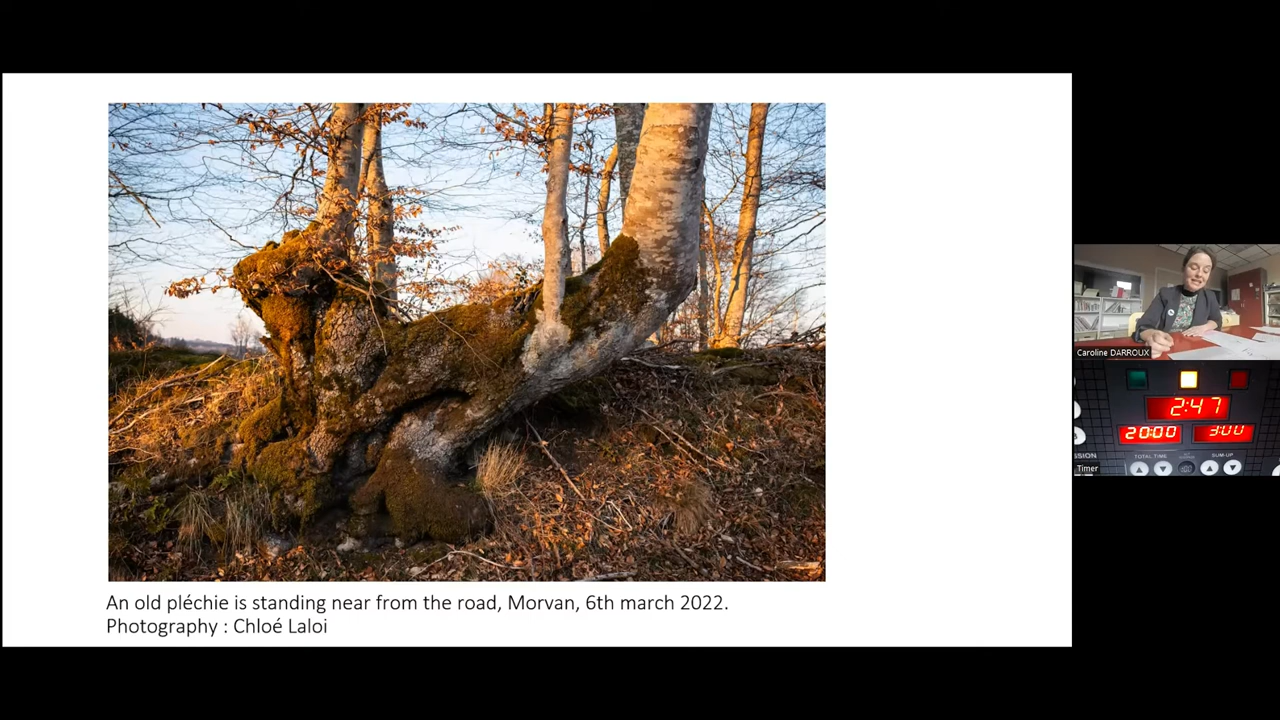 An old pléchie is standing near from the road, Morvan, 6th march 2022.
Photography : Chloé Laloi
Caroline DARROUX
2:47
20:00 3:00
SSION TOTAL TIME SUM-UP
Timer